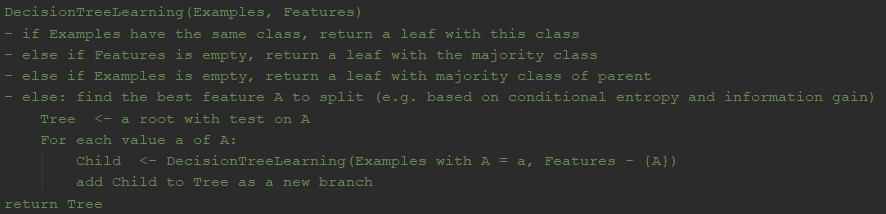 DecisionTreeLearning(Examples, Features)
- if Examples have the same class, return a leaf with this class
- else if Features is empty, return a leaf with the majority class
- else if Examples is empty, return a leaf with majority class of parent
- else: find the best feature A to split (e.g. based on conditional entropy and information gain)
Tree <- a root with test on A
For each value a of A:
Child <- DecisionTreeLearning(Examples with A = a, Features - {A})
add Child to Tree as a new branch
return Tree